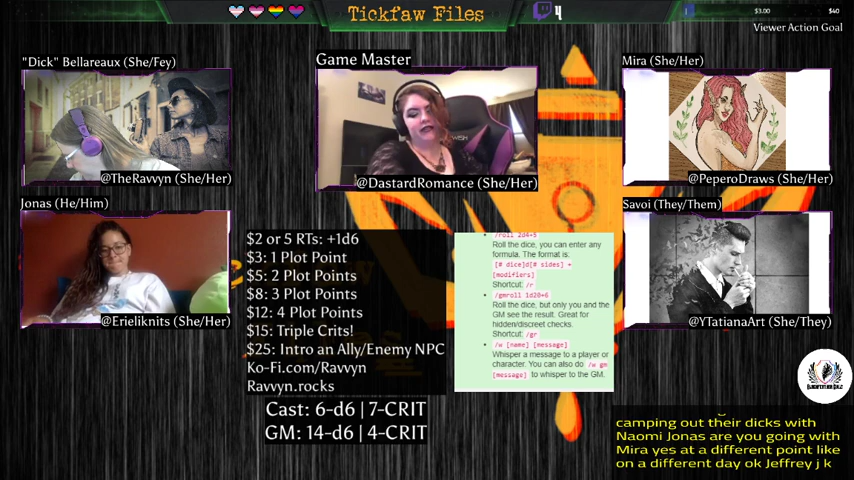 Tickfaw Files
4
$3.00
$40
Viewer Action Goal
"Dick" Bellareaux (She/Fey)
@TheRavvyn (She/Her)
Game Master
@DastardRomance (She/Her)
Mira (She/Her)
@PeperoDraws (She/Her)
Jonas (He/Him)
@Erieliknits (She/Her)
Savoi (They/Them)
@YTatianaArt (She/They)
$2 or 5 RTs: +1d6
$3: 1 Plot Point
$5: 2 Plot Points
$8: 3 Plot Points
$12: 4 Plot Points
$15: Triple Crits!
$25: Intro an Ally/Enemy NPC
Ko-Fi.com/Ravvyn
Ravvyn.rocks
Cast: 6-d6 | 7-CRIT
GM: 14-d6 | 4-CRIT
/roll 2d4+5
Roll the dice, you can enter any
formula. The format is:
[# dice]d[# sides] +
[modifiers]
Shortcut: /r
/gmroll 1d20+6
Roll the dice, but only you and the
GM see the result. Great for
hidden/discreet checks.
Shortcut: /gr
/w [name] [message]
Whisper a message to a player or
character. You can also do /w gm
[message] to whisper to the GM.
camping out their dicks with
Naomi Jonas are you going with
Mira yes at a different point like
on a different day ok Jeffrey j k